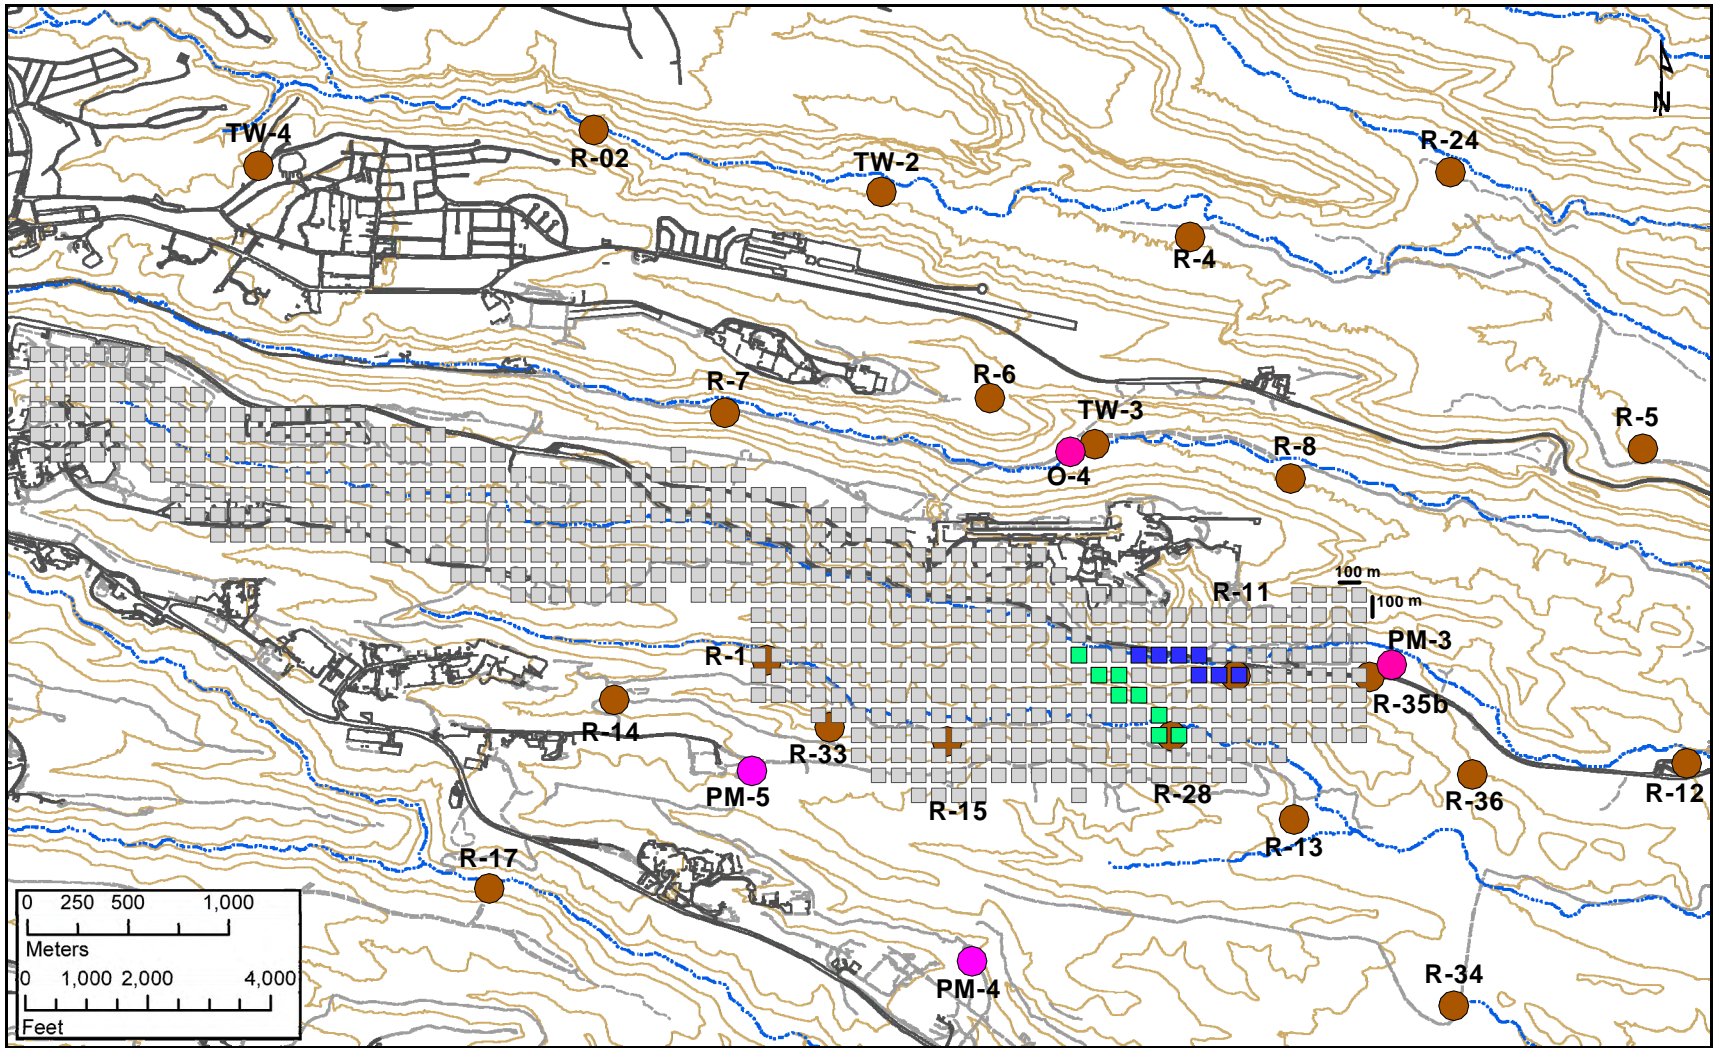 N
TW-4
R-02
TW-2
R-24
R-4
R-7
R-6
TW-3
R-5
O-4
R-8
100 m
R-11
100 m
PM-3
R-1
R-35b
R-14
R-33
PM-5
R-15
R-28
R-36
R-12
R-13
R-17
PM-4
R-34
0 250 500 1,000
Meters
0 1,000 2,000 4,000
Feet